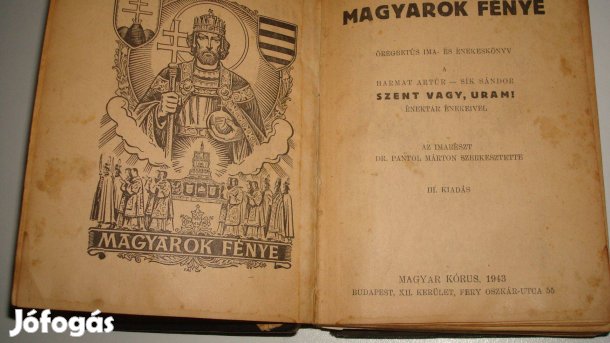 MAGYAROK FÉNYE
MAGYAROK FÉNYE
ÖREGBETŰS IMA- ÉS ÉNEKESKÖNYV
A
HARMAT ARTÚR — SÍK SÁNDOR
SZENT VAGY, URAM!
ÉNEKTÁR ÉNEKEIVEL
AZ IMARÉSZT
DR. PANTOL MÁRTON SZERKESZTETTE
III. KIADÁS
MAGYAR KÓRUS, 1943
BUDAPEST, XII. KERÜLET, FERY OSZKÁR-UTCA 55
Jófogás